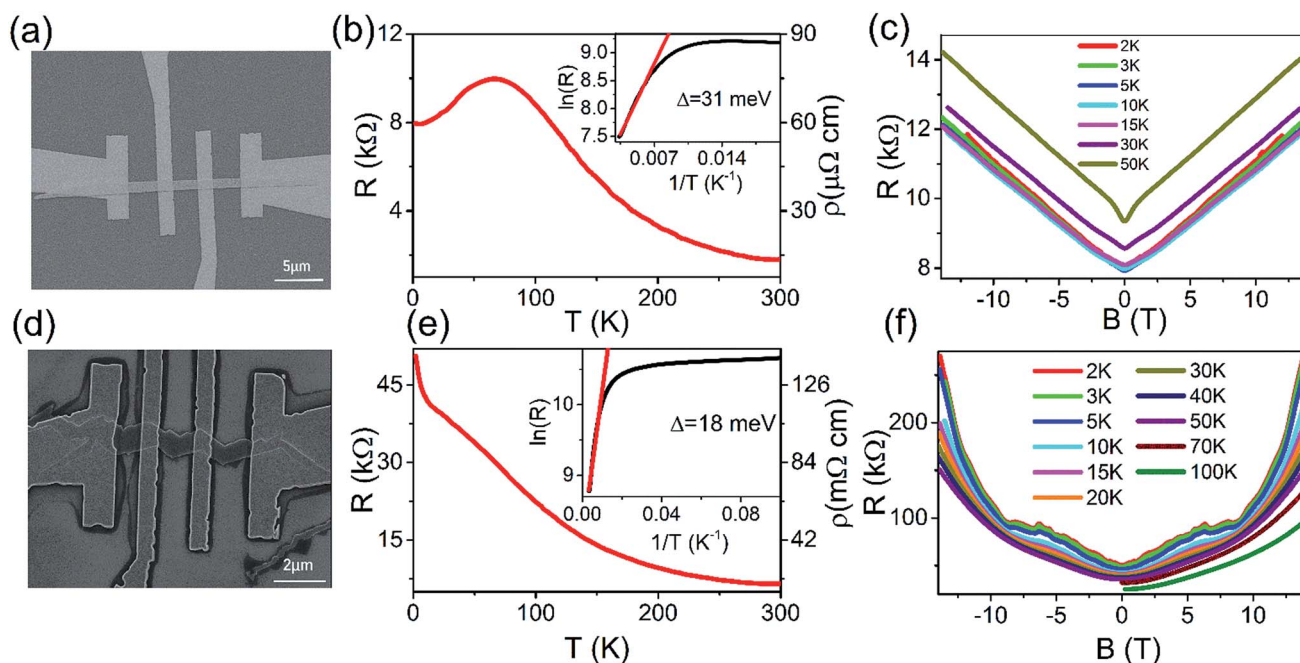 (a)
5μm
(b)
R (kΩ)
12
8
4
0
100
200
300
T (K)
90
60
30
ρ(μΩ cm)
ln(R)
9.0
8.5
8.0
7.5
0.007
0.014
1/T (K⁻¹)
Δ=31 meV
(c)
R (kΩ)
14
12
10
8
2K
3K
5K
10K
15K
30K
50K
-10
-5
0
5
10
B (T)
(d)
2μm
(e)
R (kΩ)
45
30
15
0
100
200
300
T (K)
126
84
42
ρ(mΩ cm)
ln(R)
10
9
0.00
0.04
0.08
1/T (K⁻¹)
Δ=18 meV
(f)
R (kΩ)
200
100
2K
3K
5K
10K
15K
20K
30K
40K
50K
70K
100K
-10
-5
0
5
10
B (T)